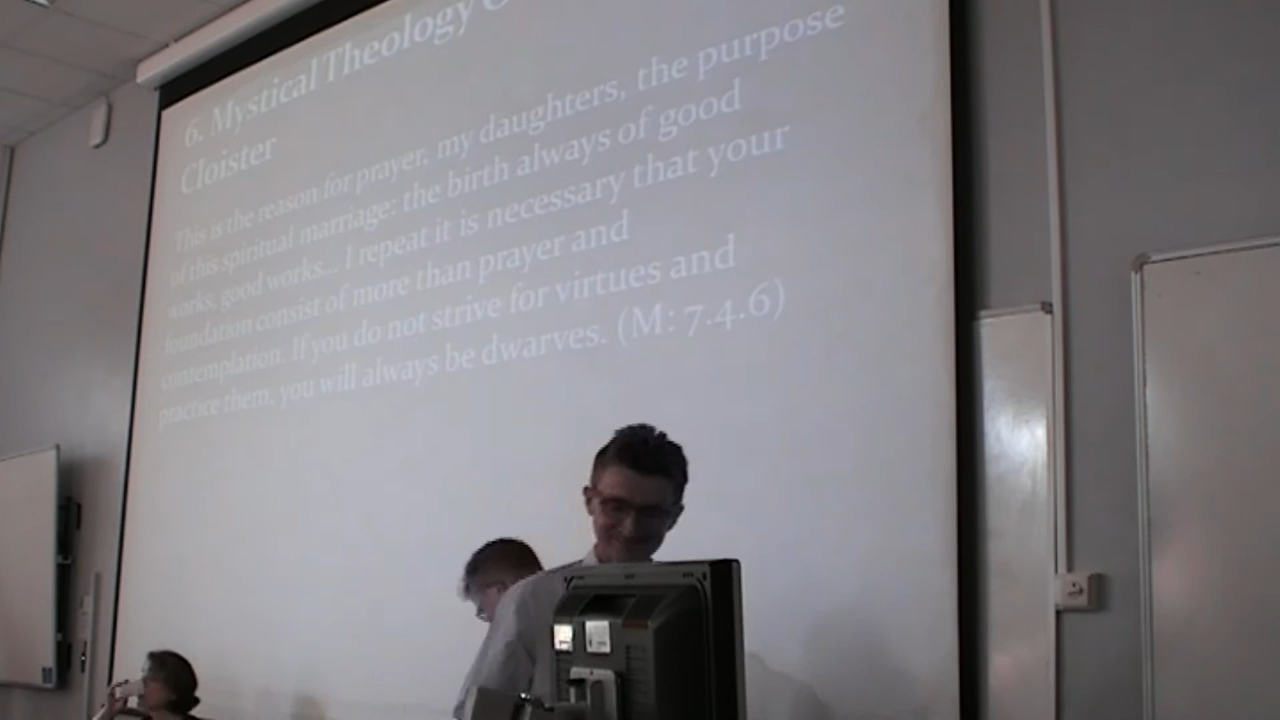 6. Mystical Theology
Cloister
This is the reason for prayer, my daughters, the purpose
of this spiritual marriage: the birth always of good
works, good works... I repeat it is necessary that your
foundation consist of more than prayer and
contemplation. If you do not strive for virtues and
practice them, you will always be dwarves. (M: 7.4.6)